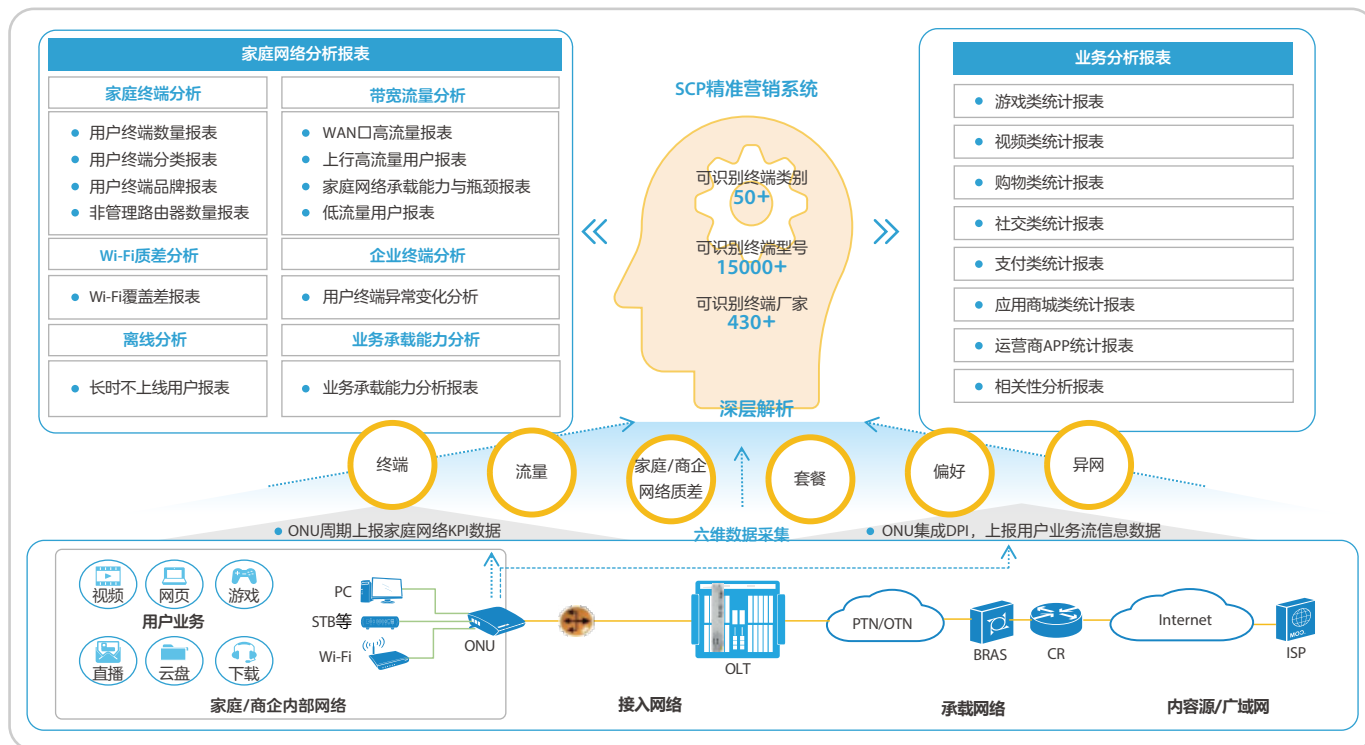 家庭网络分析报表
家庭终端分析
用户终端数量报表
用户终端分类报表
用户终端品牌报表
非管理路由器数量报表
带宽流量分析
WAN口高流量报表
上行高流量用户报表
家庭网络承载能力与瓶颈报表
低流量用户报表
Wi-Fi质差分析
Wi-Fi覆盖差报表
企业终端分析
用户终端异常变化分析
离线分析
长时不上线用户报表
业务承载能力分析
业务承载能力分析报表
SCP精准营销系统
可识别终端类别
50+
可识别终端型号
15000+
可识别终端厂家
430+
深层解析
业务分析报表
游戏类统计报表
视频类统计报表
购物类统计报表
社交类统计报表
支付类统计报表
应用商城类统计报表
运营商APP统计报表
相关性分析报表
终端
流量
家庭/商企
网络质差
套餐
偏好
异网
ONU周期上报家庭网络KPI数据
六维数据采集
ONU集成DPI，上报用户业务流信息数据
视频
网页
游戏
用户业务
直播
云盘
下载
PC
STB等
Wi-Fi
ONU
家庭/商企内部网络
OLT
接入网络
PTN/OTN
BRAS
CR
承载网络
Internet
MOO.
ISP
内容源/广域网